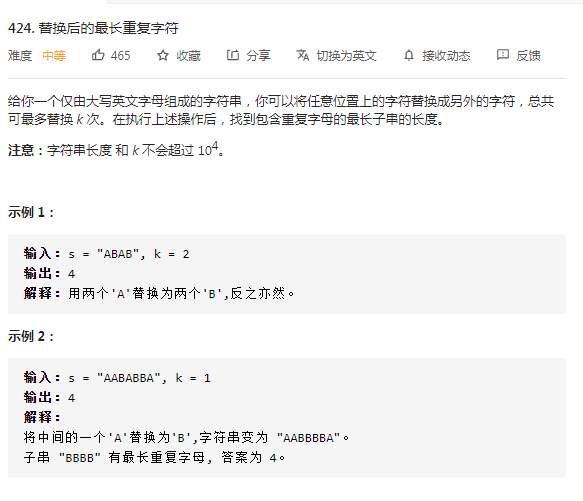 424. 替换后的最长重复字符
难度 中等 465 收藏 分享 切换为英文 接收动态 反馈
给你一个仅由大写英文字母组成的字符串，你可以将任意位置上的字符替换成另外的字符，总共
可最多替换 k 次。在执行上述操作后，找到包含重复字母的最长子串的长度。
注意：字符串长度 和 k 不会超过 10^4。
示例 1：
输入：s = "ABAB", k = 2
输出：4
解释：用两个'A'替换为两个'B',反之亦然。
示例 2：
输入：s = "AABABBA", k = 1
输出：4
解释：
将中间的一个'A'替换为'B',字符串变为 "AABBBBA"。
子串 "BBBB" 有最长重复字母, 答案为 4。